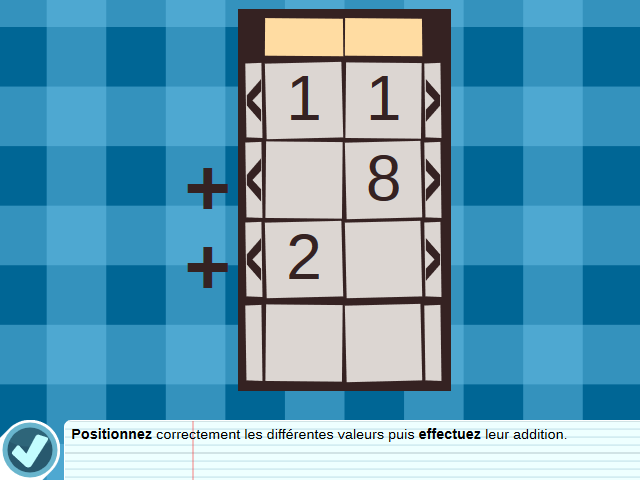 1 1
+ 8
+ 2
Positionnez correctement les différentes valeurs puis effectuez leur addition.